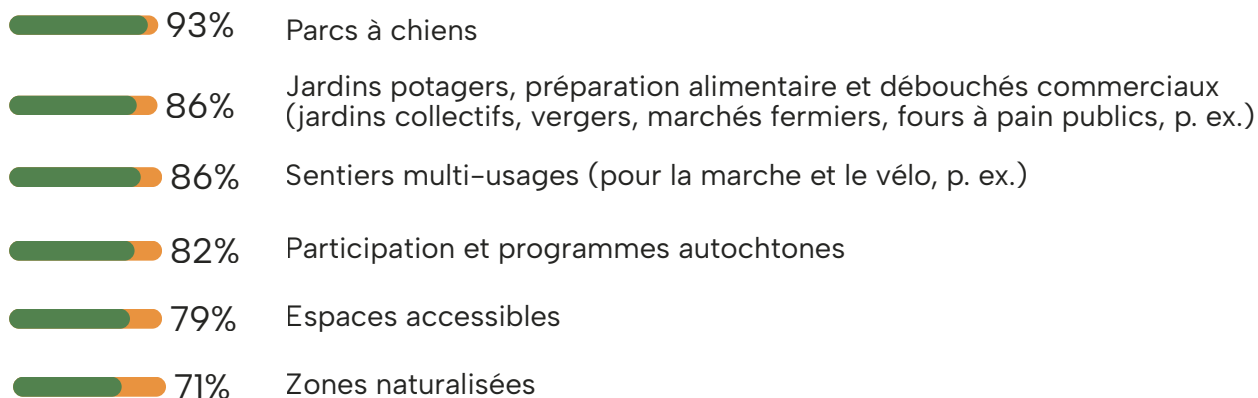 93% Parcs à chiens
86% Jardins potagers, préparation alimentaire et débouchés commerciaux
(jardins collectifs, vergers, marchés fermiers, fours à pain publics, p. ex.)
86% Sentiers multi-usages (pour la marche et le vélo, p. ex.)
82% Participation et programmes autochtones
79% Espaces accessibles
71% Zones naturalisées